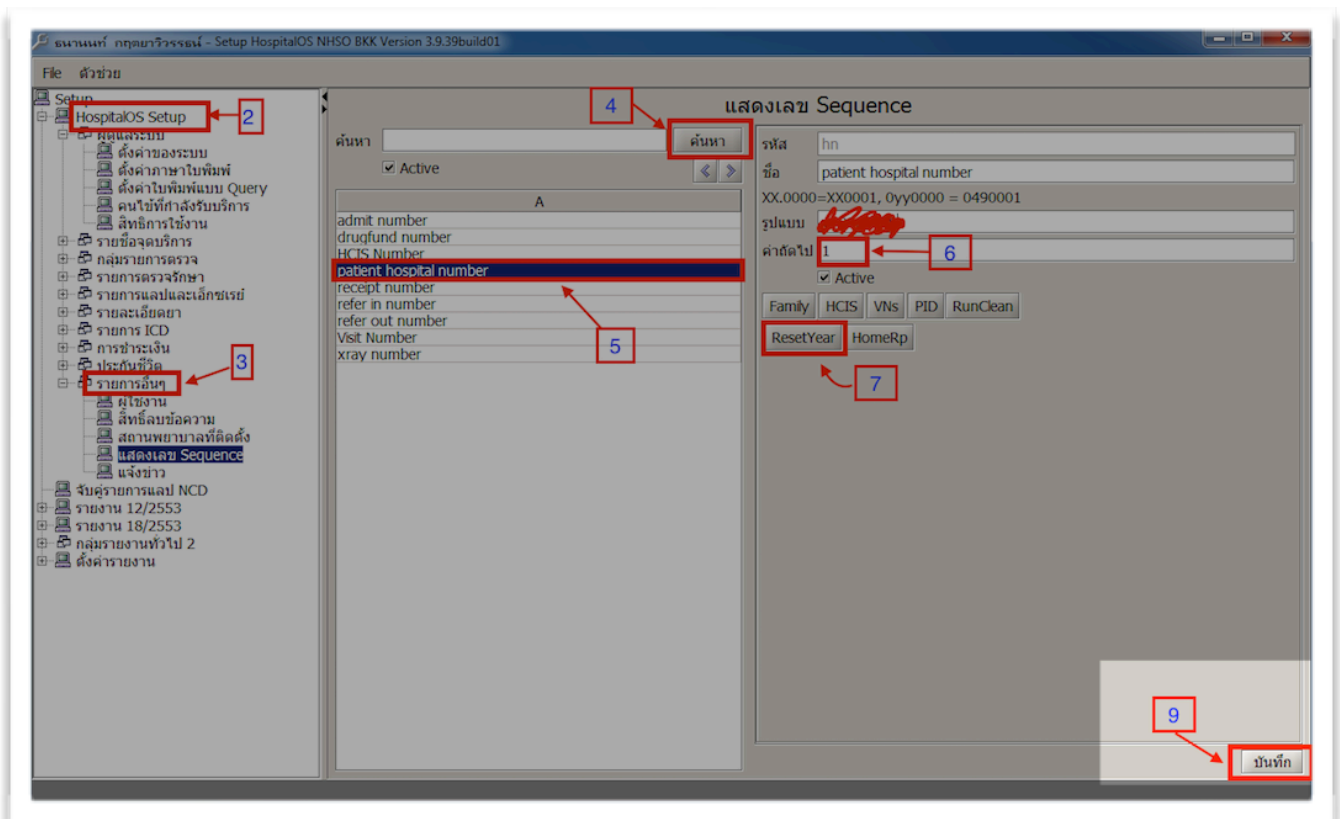 ธนานนท์ กฤตยาวิวรรธน์ - Setup HospitalOS NHSO BKK Version 3.9.39build01
File ตัวช่วย
Setup
HospitalOS Setup
2
ผู้ดูแลระบบ
ตั้งค่าของระบบ
ตั้งค่าภาษาใบพิมพ์
ตั้งค่าใบพิมพ์แบบ Query
คนไข้ที่กำลังรับบริการ
สิทธิการใช้งาน
รายชื่อจุดบริการ
กลุ่มรายการตรวจ
รายการตรวจรักษา
รายการแลปและเอ็กซเรย์
รายละเอียดยา
รายการ ICD
การชำระเงิน
ประกันชีวิต
3
รายการอื่นๆ
ผู้ใช้งาน
สิทธิ์ลบข้อความ
สถานพยาบาลที่ติดตั้ง
แสดงเลข Sequence
แจ้งข่าว
จับคู่รายการแลป NCD
รายงาน 12/2553
รายงาน 18/2553
กลุ่มรายงานทั่วไป 2
ตั้งค่ารายงาน
แสดงเลข Sequence
4
ค้นหา
ค้นหา
Active
A
admit number
drugfund number
HCIS Number
patient hospital number
receipt number
refer in number
refer out number
Visit Number
xray number
5
รหัส hn
ชื่อ patient hospital number
XX.0000=XX0001, 0yy0000 = 0490001
รูปแบบ
ค่าถัดไป 1
6
Active
Family HCIS VNs PID RunClean
ResetYear HomeRp
7
9
บันทึก